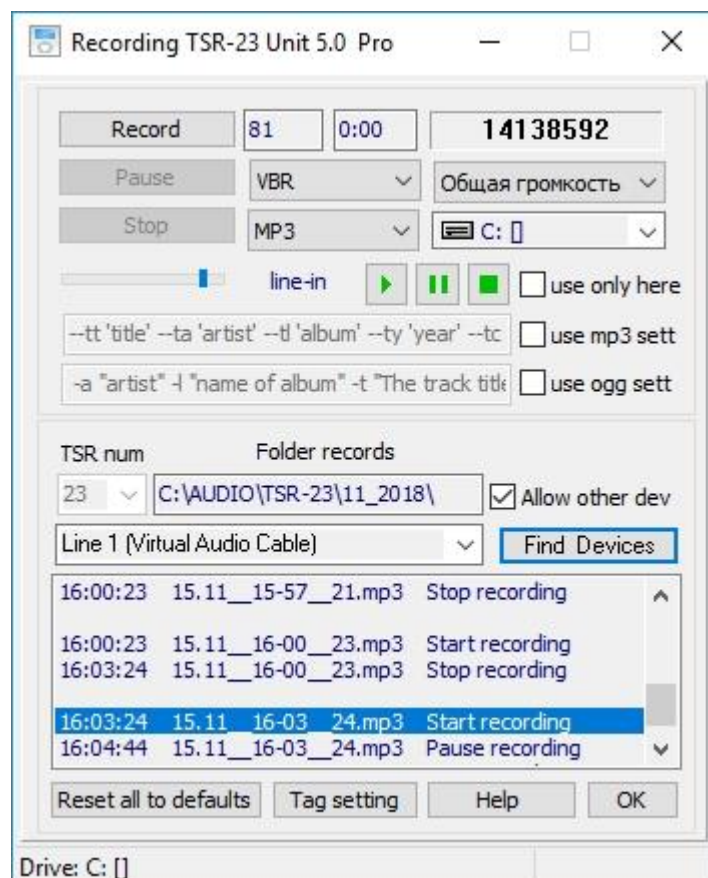 Recording TSR-23 Unit 5.0 Pro
Record 81 0:00 14138592
Pause VBR Общая громкость
Stop MP3 C: []
line-in use only here
--tt 'title' --ta 'artist' --tl 'album' --ty 'year' --tc use mp3 sett
-a "artist" -l "name of album" -t "The track title use ogg sett
TSR num Folder records
23 C:\AUDIO\TSR-23\11_2018\ Allow other dev
Line 1 (Virtual Audio Cable) Find Devices
16:00:23 15.11__15-57__21.mp3 Stop recording
16:00:23 15.11__16-00__23.mp3 Start recording
16:03:24 15.11__16-00__23.mp3 Stop recording
16:03:24 15.11__16-03__24.mp3 Start recording
16:04:44 15.11__16-03__24.mp3 Pause recording
Reset all to defaults Tag setting Help OK
Drive: C: []